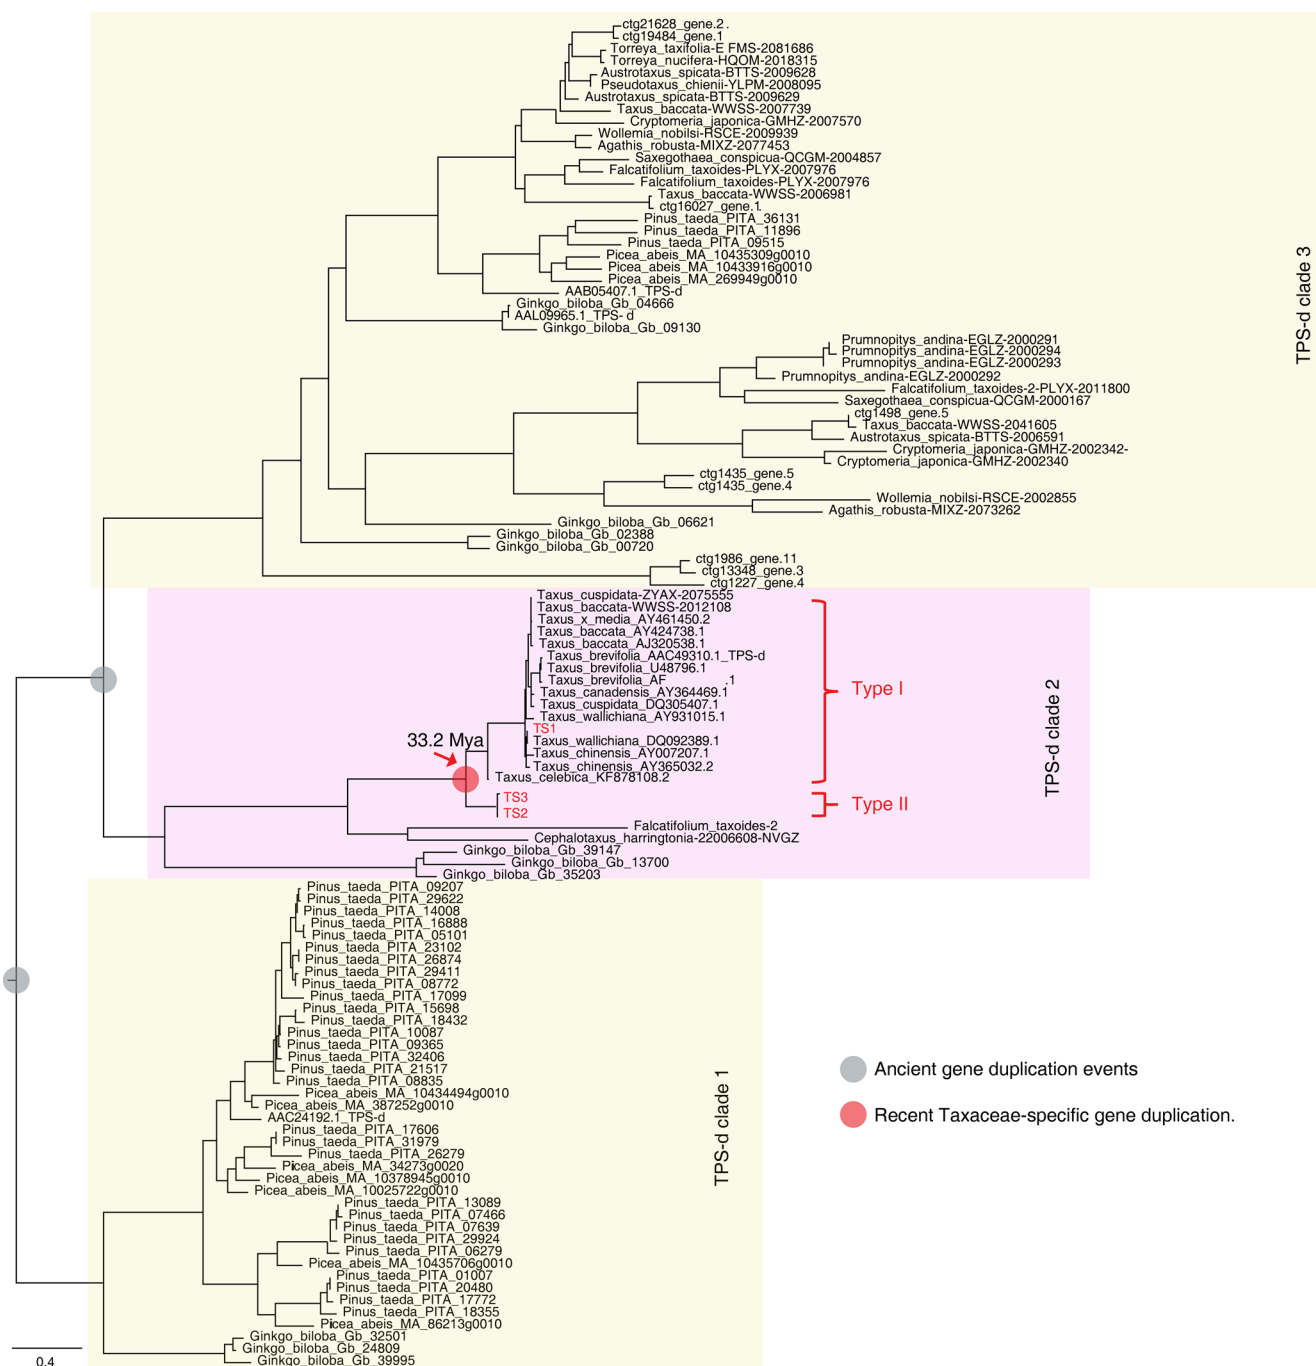 ctg21628_gene.2 .
ctg19484_gene.1
Torreya_taxifolia-E FMS-2081686
Torreya_nucifera-HQOM-2018315
Austrotaxus_spicata-BTTS-2009628
Pseudotaxus_chienii-YLPM-2008095
Austrotaxus_spicata-BTTS-2009629
Taxus_baccata-WWSS-2007739
Cryptomeria_japonica-GMHZ-2007570
Wollemia_nobilsi-RSCE-2009939
Agathis_robusta-MIXZ-2077453
Saxegothaea_conspicua-QCGM-2004857
Falcatifolium_taxoides-PLYX-2007976
Falcatifolium_taxoides-PLYX-2007976
Taxus_baccata-WWSS-2006981
ctg16027_gene.1
Pinus_taeda_PITA_36131
Pinus_taeda_PITA_11896
Pinus_taeda_PITA_09515
Picea_abeis_MA_10435309g0010
Picea_abeis_MA_10433916g0010
Picea_abeis_MA_269949g0010
AAB05407.1_TPS-d
Ginkgo_biloba_Gb_04666
AAL09965.1_TPS- d
Ginkgo_biloba_Gb_09130
Prumnopitys_andina-EGLZ-2000291
Prumnopitys_andina-EGLZ-2000294
Prumnopitys_andina-EGLZ-2000293
Prumnopitys_andina-EGLZ-2000292
Falcatifolium_taxoides-2-PLYX-2011800
Saxegothaea_conspicua-QCGM-2000167
ctg1498_gene.5
Taxus_baccata-WWSS-2041605
Austrotaxus_spicata-BTTS-2006591
Cryptomeria_japonica-GMHZ-2002342-
Cryptomeria_japonica-GMHZ-2002340
ctg1435_gene.5
ctg1435_gene.4
Wollemia_nobilsi-RSCE-2002855
Agathis_robusta-MIXZ-2073262
Ginkgo_biloba_Gb_06621
Ginkgo_biloba_Gb_02388
Ginkgo_biloba_Gb_00720
ctg1986_gene.11
ctg13348_gene.3
ctg1227_gene.4
TPS-d clade 3
Taxus_cuspidata-ZYAX-2075555
Taxus_baccata-WWSS-2012108
Taxus_x_media_AY461450.2
Taxus_baccata_AY424738.1
Taxus_baccata_AJ320538.1
Taxus_brevifolia_AAC49310.1_TPS-d
Taxus_brevifolia_U48796.1
Taxus_brevifolia_AF .1
Taxus_canadensis_AY364469.1
Taxus_cuspidata_DQ305407.1
Taxus_wallichiana_AY931015.1
TS1
Taxus_wallichiana_DQ092389.1
Taxus_chinensis_AY007207.1
Taxus_chinensis_AY365032.2
Taxus_celebica_KF878108.2
33.2 Mya
Type I
TS3
TS2
Type II
Falcatifolium_taxoides-2
Cephalotaxus_harringtonia-22006608-NVGZ
Ginkgo_biloba_Gb_39147
Ginkgo_biloba_Gb_13700
Ginkgo_biloba_Gb_35203
TPS-d clade 2
Pinus_taeda_PITA_09207
Pinus_taeda_PITA_29622
Pinus_taeda_PITA_14008
Pinus_taeda_PITA_16888
Pinus_taeda_PITA_05101
Pinus_taeda_PITA_23102
Pinus_taeda_PITA_26874
Pinus_taeda_PITA_29411
Pinus_taeda_PITA_08772
Pinus_taeda_PITA_17099
Pinus_taeda_PITA_15698
Pinus_taeda_PITA_18432
Pinus_taeda_PITA_10087
Pinus_taeda_PITA_09365
Pinus_taeda_PITA_32406
Pinus_taeda_PITA_21517
Pinus_taeda_PITA_08835
Picea_abeis_MA_10434494g0010
Picea_abeis_MA_387252g0010
AAC24192.1_TPS-d
Pinus_taeda_PITA_17606
Pinus_taeda_PITA_31979
Pinus_taeda_PITA_26279
Picea_abeis_MA_34273g0020
Picea_abeis_MA_10378945g0010
Picea_abeis_MA_10025722g0010
Pinus_taeda_PITA_13089
Pinus_taeda_PITA_07466
Pinus_taeda_PITA_07639
Pinus_taeda_PITA_29924
Pinus_taeda_PITA_06279
Picea_abeis_MA_10435706g0010
Pinus_taeda_PITA_01007
Pinus_taeda_PITA_20480
Pinus_taeda_PITA_17772
Pinus_taeda_PITA_18355
Picea_abeis_MA_86213g0010
Ginkgo_biloba_Gb_32501
Ginkgo_biloba_Gb_24809
Ginkgo_biloba_Gb_39995
TPS-d clade 1
Ancient gene duplication events
Recent Taxaceae-specific gene duplication.
0.4